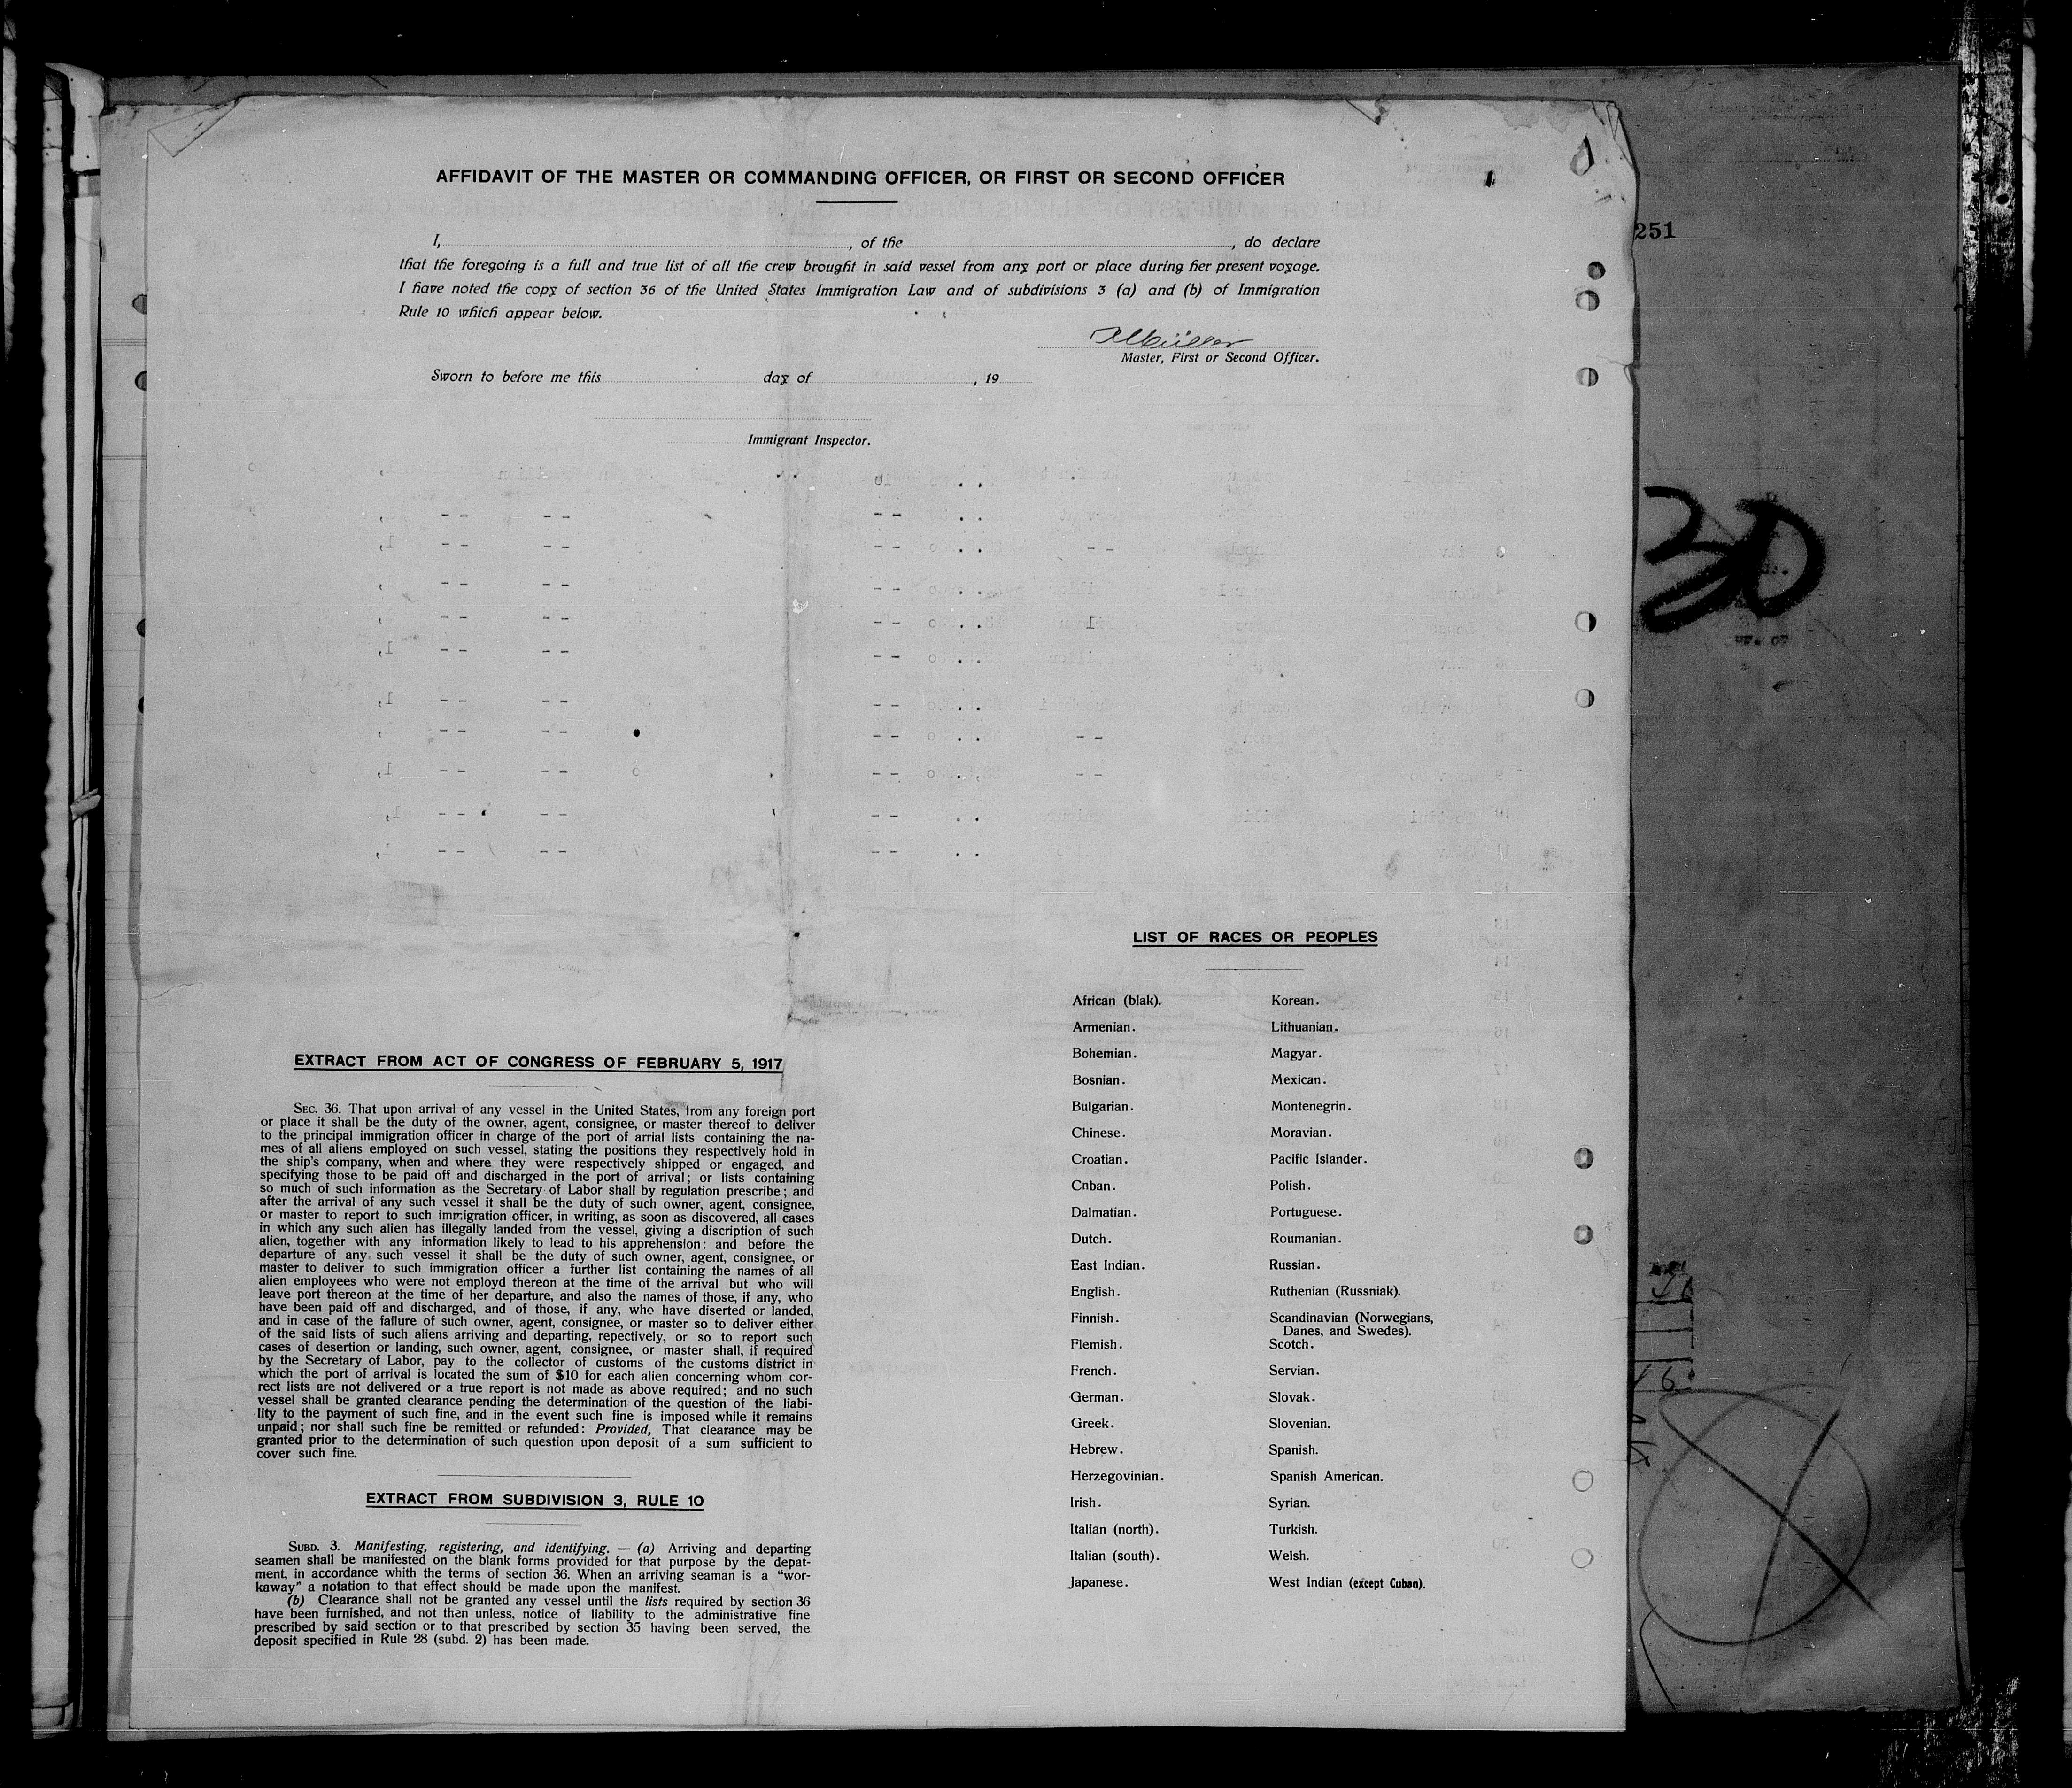 AFFIDAVIT OF THE MASTER OR COMMANDING OFFICER, OR FIRST OR SECOND OFFICER
I, , of the , do declare
that the foregoing is a full and true list of all the crew brought in said vessel from any port or place during her present voyage.
I have noted the copy of section 36 of the United States Immigration Law and of subdivisions 3 (a) and (b) of Immigration
Rule 10 which appear below.
Master, First or Second Officer.
Sworn to before me this day of , 19
Immigrant Inspector.
251
30
EXTRACT FROM ACT OF CONGRESS OF FEBRUARY 5, 1917
SEC. 36. That upon arrival of any vessel in the United States, from any foreign port
or place it shall be the duty of the owner, agent, consignee, or master thereof to deliver
to the principal immigration officer in charge of the port of arrial lists containing the na-
mes of all aliens employed on such vessel, stating the positions they respectively hold in
the ship's company, when and where they were respectively shipped or engaged, and
specifying those to be paid off and discharged in the port of arrival; or lists containing
so much of such information as the Secretary of Labor shall by regulation prescribe; and
after the arrival of any such vessel it shall be the duty of such owner, agent, consignee,
or master to report to such immigration officer, in writing, as soon as discovered, all cases
in which any such alien has illegally landed from the vessel, giving a discription of such
alien, together with any information likely to lead to his apprehension: and before the
departure of any such vessel it shall be the duty of such owner, agent, consignee, or
master to deliver to such immigration officer a further list containing the names of all
alien employees who were not employd thereon at the time of the arrival but who will
leave port thereon at the time of her departure, and also the names of those, if any, who
have been paid off and discharged, and of those, if any, who have diserted or landed,
and in case of the failure of such owner, agent, consignee, or master so to deliver either
of the said lists of such aliens arriving and departing, repectively, or so to report such
cases of desertion or landing, such owner, agent, consignee, or master shall, if required
by the Secretary of Labor, pay to the collector of customs of the customs district in
which the port of arrival is located the sum of $10 for each alien concerning whom cor-
rect lists are not delivered or a true report is not made as above required; and no such
vessel shall be granted clearance pending the determination of the question of the liabi-
lity to the payment of such fine, and in the event such fine is imposed while it remains
unpaid; nor shall such fine be remitted or refunded: Provided, That clearance may be
granted prior to the determination of such question upon deposit of a sum sufficient to
cover such fine.
EXTRACT FROM SUBDIVISION 3, RULE 10
SUBD. 3. Manifesting, registering, and identifying. — (a) Arriving and departing
seamen shall be manifested on the blank forms provided for that purpose by the depat-
ment, in accordance whith the terms of section 36. When an arriving seaman is a "wor-
kaway" a notation to that effect should be made upon the manifest.
(b) Clearance shall not be granted any vessel until the lists required by section 36
have been furnished, and not then unless, notice of liability to the administrative fine
prescribed by said section or to that prescribed by section 35 having been served, the
deposit specified in Rule 28 (subd. 2) has been made.
LIST OF RACES OR PEOPLES
African (blak).
Armenian.
Bohemian.
Bosnian.
Bulgarian.
Chinese.
Croatian.
Cnban.
Dalmatian.
Dutch.
East Indian.
English.
Finnish.
Flemish.
French.
German.
Greek.
Hebrew.
Herzegovinian.
Irish.
Italian (north).
Italian (south).
Japanese.
Korean.
Lithuanian.
Magyar.
Mexican.
Montenegrin.
Moravian.
Pacific Islander.
Polish.
Portuguese.
Roumanian.
Russian.
Ruthenian (Russniak).
Scandinavian (Norwegians,
Danes, and Swedes).
Scotch.
Servian.
Slovak.
Slovenian.
Spanish.
Spanish American.
Syrian.
Turkish.
Welsh.
West Indian (except Cuban).